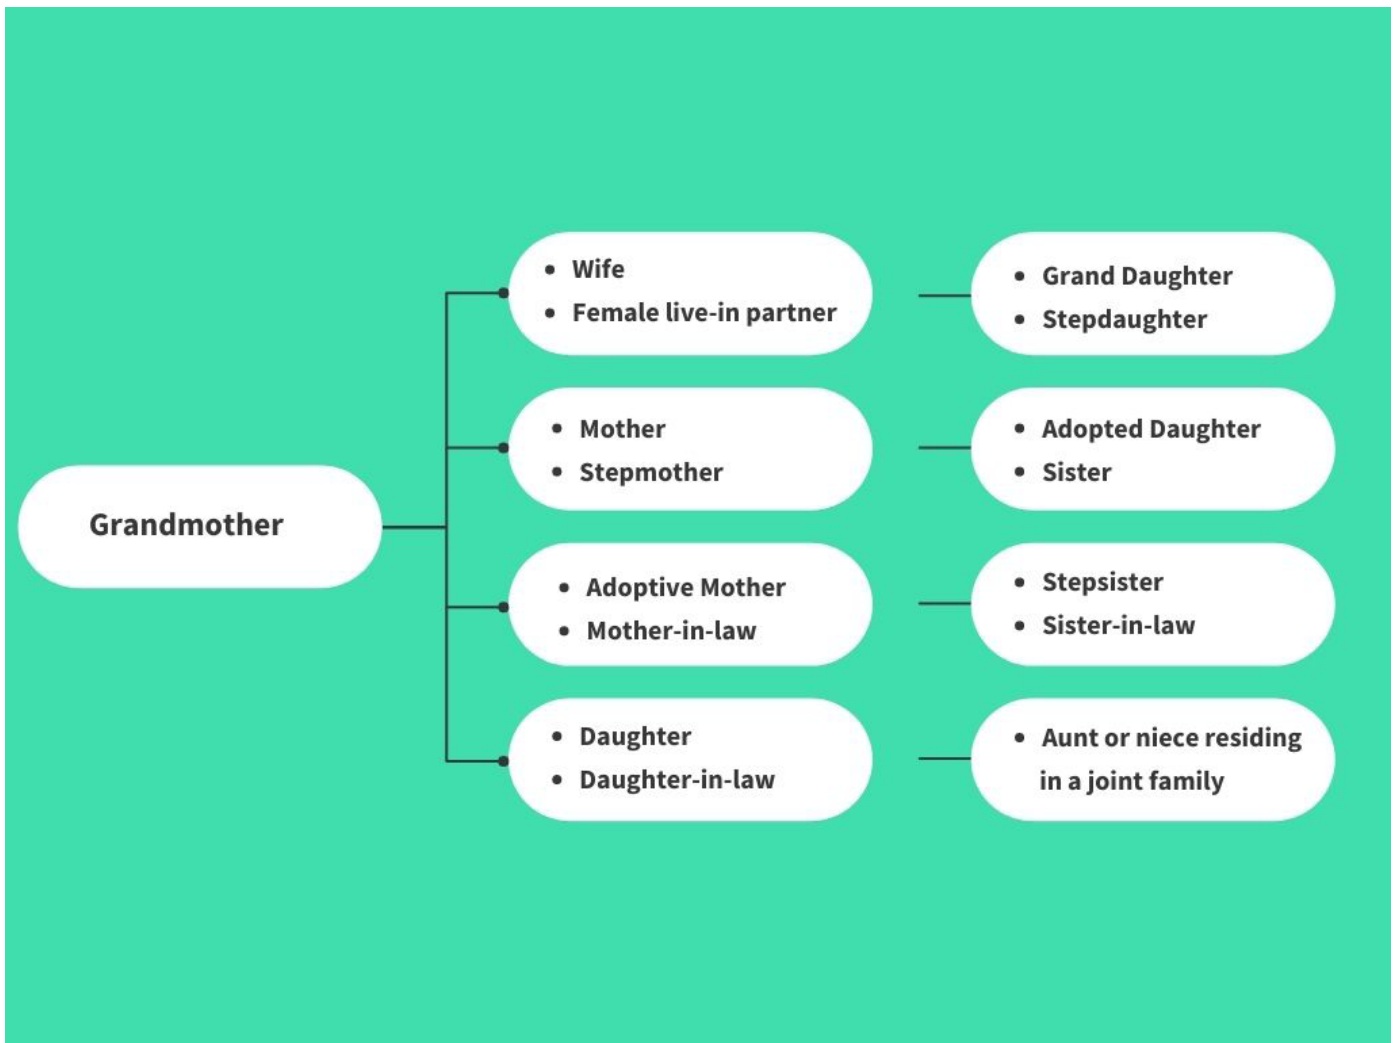 Grandmother
• Wife
• Female live-in partner
• Mother
• Stepmother
• Adoptive Mother
• Mother-in-law
• Daughter
• Daughter-in-law
• Grand Daughter
• Stepdaughter
• Adopted Daughter
• Sister
• Stepsister
• Sister-in-law
• Aunt or niece residing
in a joint family